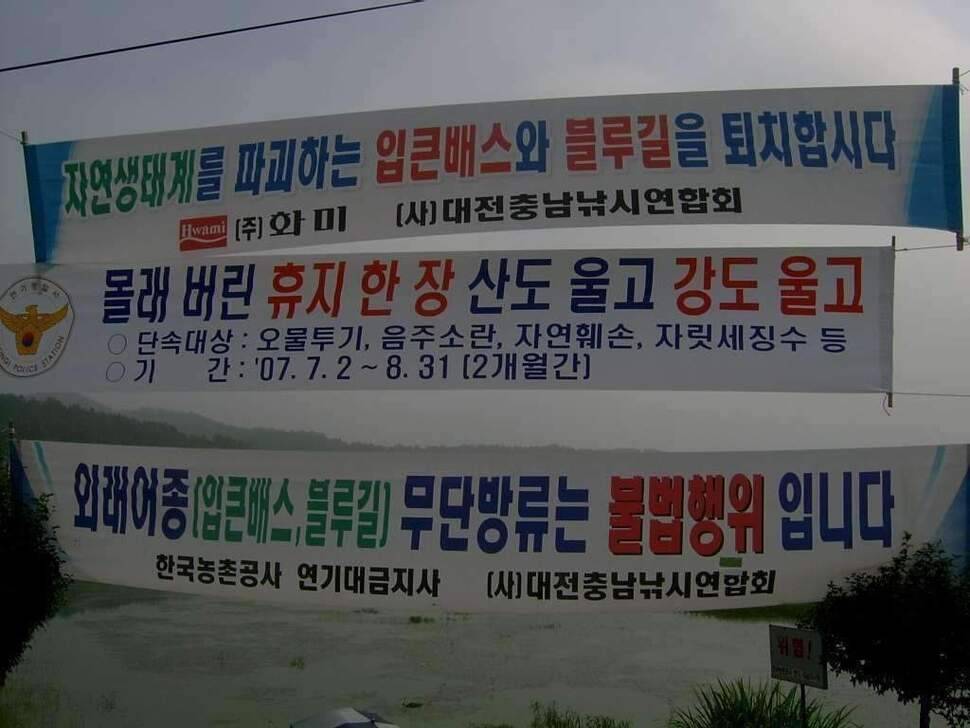 자연생태계를 파괴하는 입큰배스와 블루길을 퇴치합시다
Hwami (주)화미 (사)대전충남낚시연합회
몰래 버린 휴지 한 장 산도 울고 강도 울고
○ 단속대상 : 오물투기, 음주소란, 자연훼손, 자릿세징수 등
○ 기 간 : '07. 7. 2 ~ 8. 31 (2개월간)
연기경찰서
POLICE STATION
외래어종(입큰배스,블루길) 무단방류는 불법행위 입니다
한국농촌공사 연기대금지사 (사)대전충남낚시연합회
위험!